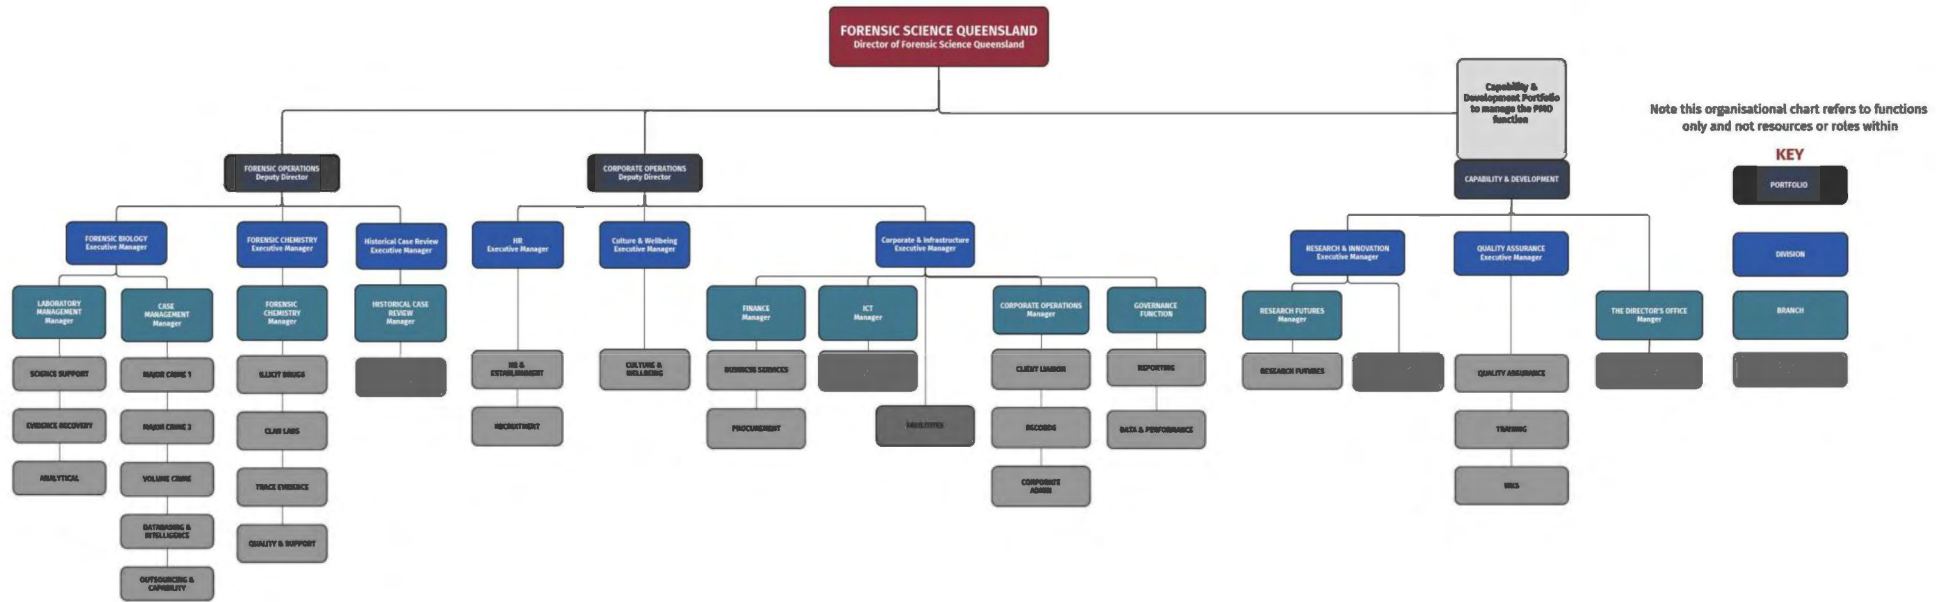 FORENSIC SCIENCE QUEENSLAND
Director of Forensic Science Queensland
Capability &
Development Portfolio
to manage the PMO
function
Note this organisational chart refers to functions
only and not resources or roles within
KEY
PORTFOLIO
DIVISION
BRANCH
FORENSIC OPERATIONS
Deputy Director
CORPORATE OPERATIONS
Deputy Director
CAPABILITY & DEVELOPMENT
FORENSIC BIOLOGY
Executive Manager
FORENSIC CHEMISTRY
Executive Manager
Historical Case Review
Executive Manager
HR
Executive Manager
Culture & Wellbeing
Executive Manager
Corporate & Infrastructure
Executive Manager
RESEARCH & INNOVATION
Executive Manager
QUALITY ASSURANCE
Executive Manager
LABORATORY
MANAGEMENT
Manager
CASE
MANAGEMENT
Manager
FORENSIC
CHEMISTRY
Manager
HISTORICAL CASE
REVIEW
Manager
FINANCE
Manager
ICT
Manager
CORPORATE OPERATIONS
Manager
GOVERNANCE
FUNCTION
RESEARCH FUTURES
Manager
THE DIRECTOR'S OFFICE
Manger
SCIENCE SUPPORT
EVIDENCE RECOVERY
ANALYTICAL
MAJOR CRIME 1
MAJOR CRIME 2
VOLUME CRIME
DATABASING &
INTELLIGENCE
OUTSOURCING &
CAPABILITY
ILLICIT DRUGS
CLAN LABS
TRACE EVIDENCE
QUALITY & SUPPORT
HR &
ESTABLISHMENT
RECRUITMENT
CULTURE &
WELLBEING
BUSINESS SERVICES
PROCUREMENT
FACILITIES
CLIENT LIAISON
RECORDS
CORPORATE
ADMIN
REPORTING
DATA & PERFORMANCE
RESEARCH FUTURES
QUALITY ASSURANCE
TRAINING